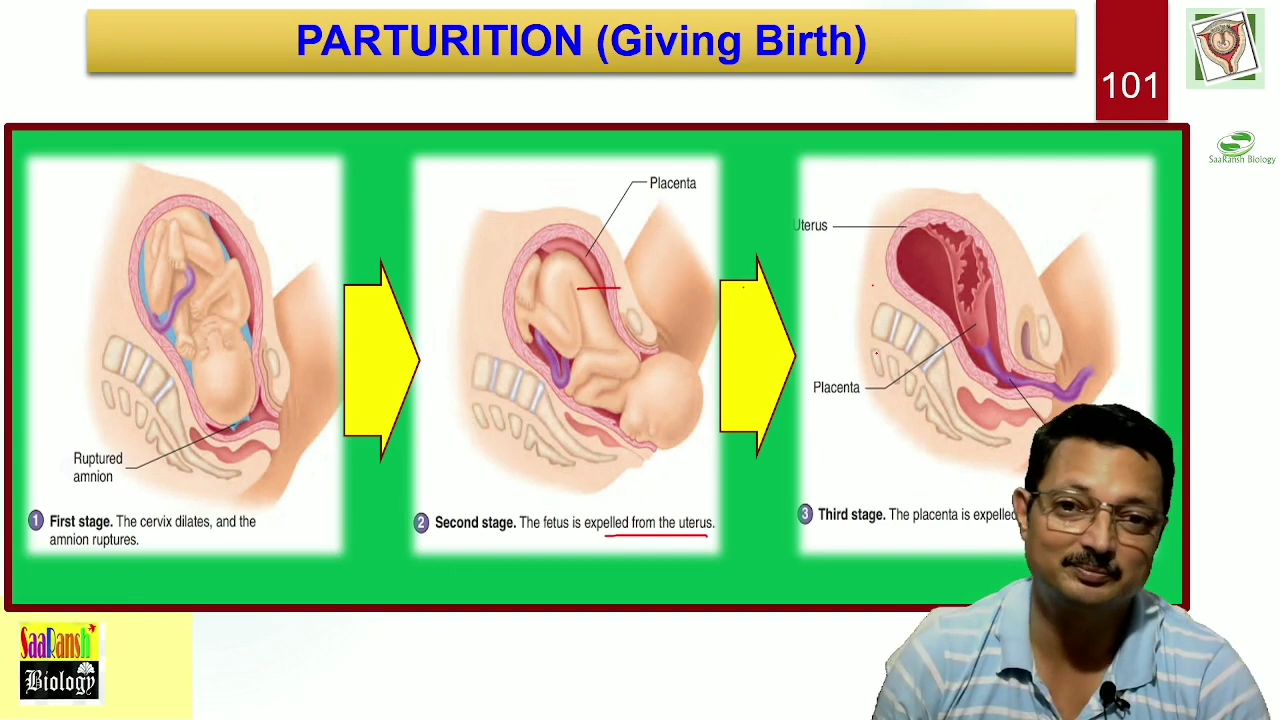 PARTURITION (Giving Birth)
101
SaaRansh Biology
Placenta
Uterus
Placenta
Ruptured
amnion
1 First stage. The cervix dilates, and the
amnion ruptures.
2 Second stage. The fetus is expelled from the uterus.
3 Third stage. The placenta is expelled
SaaRansh
Biology